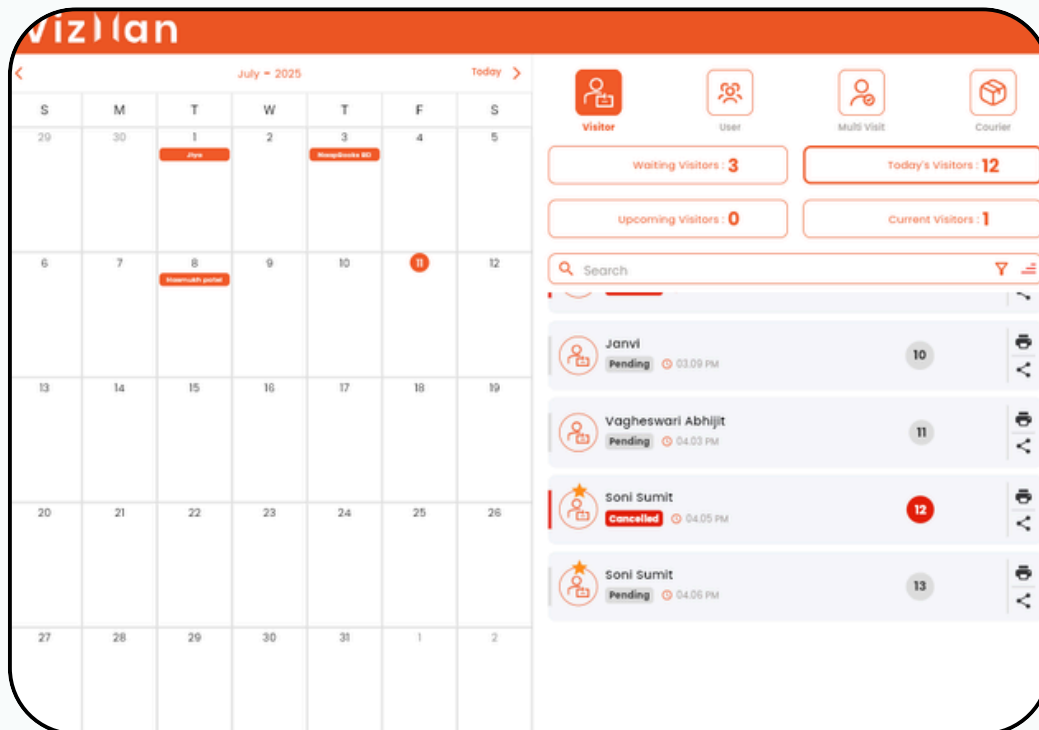 VizMan
July - 2025
Today
S M T W T F S
29 30 1 2 3 4 5
Jiya
6 7 8 9 10 11 12
Hasmukh patel
13 14 15 16 17 18 19
20 21 22 23 24 25 26
27 28 29 30 31 1 2
Visitor
User
Multi Visit
Courier
Waiting Visitors : 3
Today's Visitors : 12
Upcoming Visitors : 0
Current Visitors : 1
Search
Janvi
Pending 03.09 PM
10
Vagheswari Abhijit
Pending 04.03 PM
11
Soni Sumit
Cancelled 04.05 PM
12
Soni Sumit
Pending 04.06 PM
13